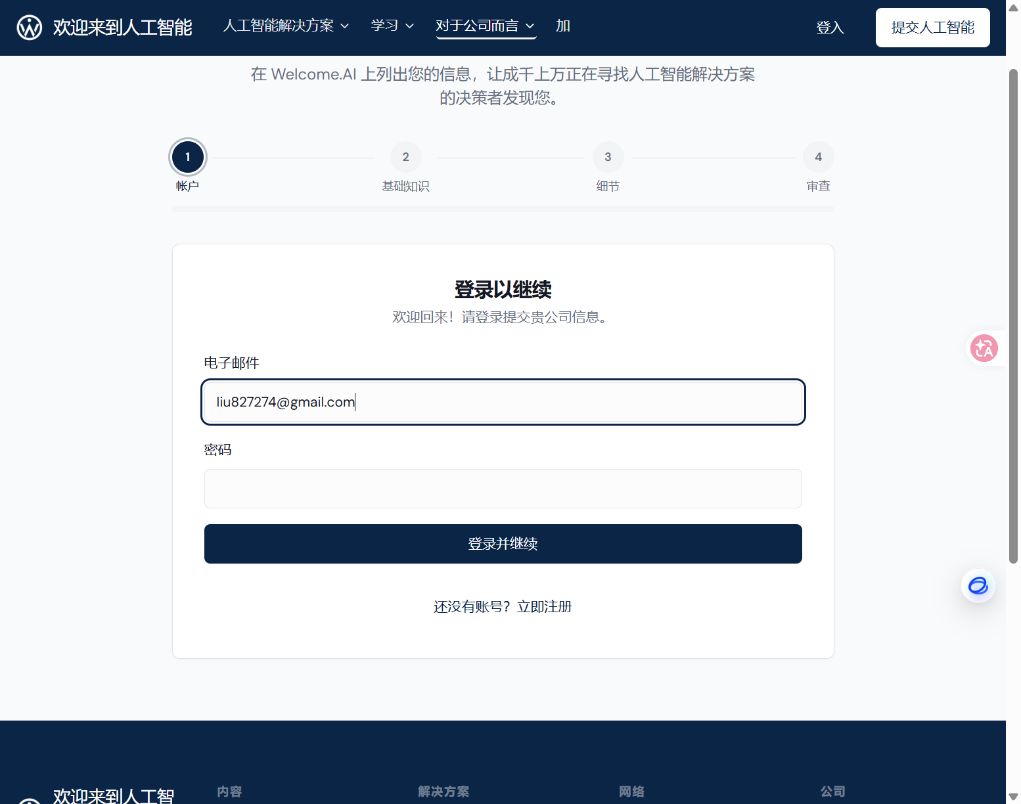 欢迎来到人工智能 人工智能解决方案 学习 对于公司而言 加 登入 提交人工智能
在 Welcome.AI 上列出您的信息，让成千上万正在寻找人工智能解决方案
的决策者发现您。
1 2 3 4
帐户 基础知识 细节 审查
登录以继续
欢迎回来！请登录提交贵公司信息。
电子邮件
liu827274@gmail.com
密码
登录并继续
还没有账号？立即注册
欢迎来到人工智 内容 解决方案 网络 公司